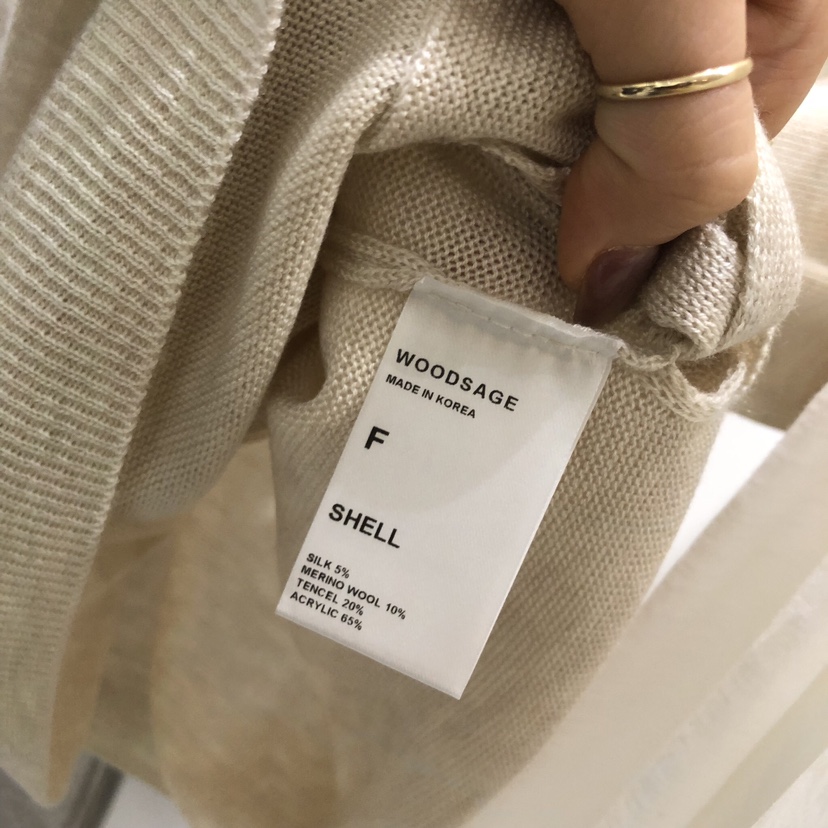 WOODSAGE
MADE IN KOREA
F
SHELL
SILK 5%
MERINO WOOL 10%
TENCEL 20%
ACRYLIC 65%